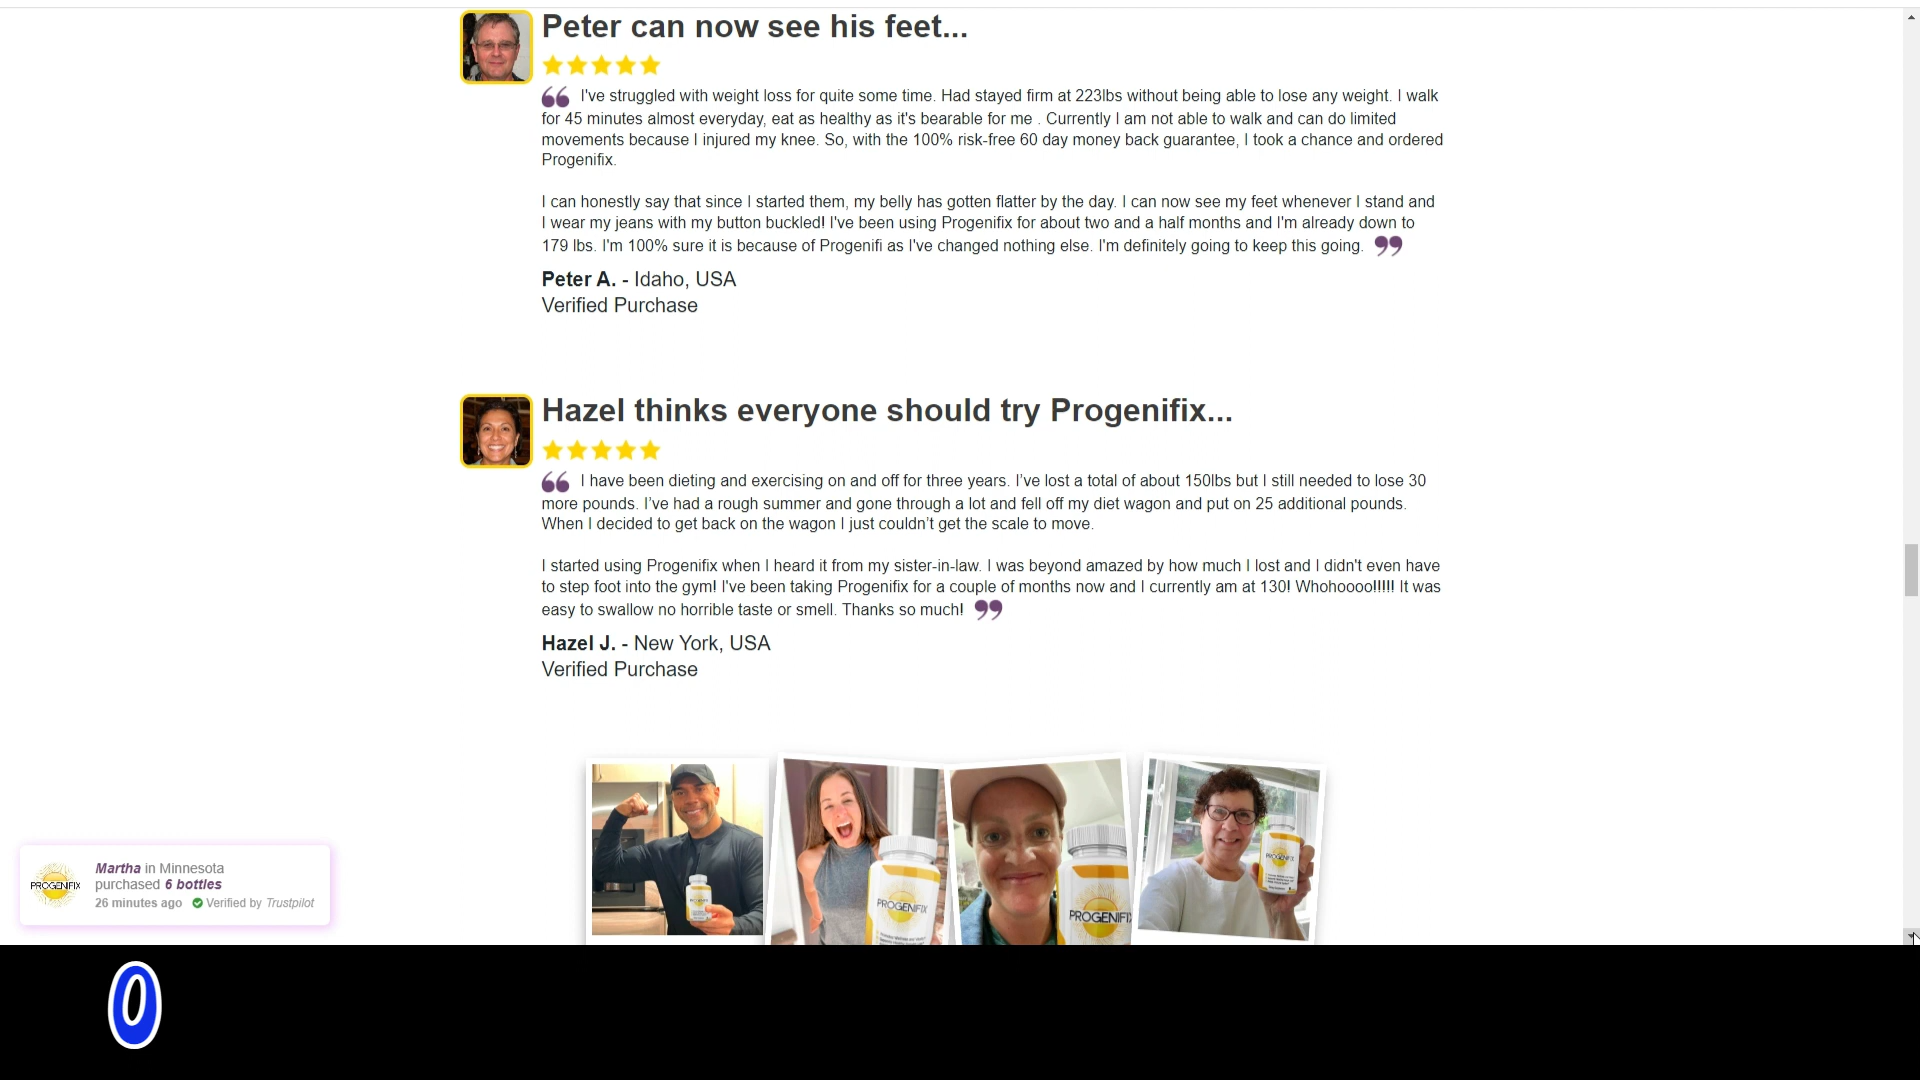 Peter can now see his feet...
I've struggled with weight loss for quite some time. Had stayed firm at 223lbs without being able to lose any weight. I walk
for 45 minutes almost everyday, eat as healthy as it's bearable for me . Currently I am not able to walk and can do limited
movements because I injured my knee. So, with the 100% risk-free 60 day money back guarantee, I took a chance and ordered
Progenifix.
I can honestly say that since I started them, my belly has gotten flatter by the day. I can now see my feet whenever I stand and
I wear my jeans with my button buckled! I've been using Progenifix for about two and a half months and I'm already down to
179 lbs. I'm 100% sure it is because of Progenifi as I've changed nothing else. I'm definitely going to keep this going.
Peter A. - Idaho, USA
Verified Purchase
Hazel thinks everyone should try Progenifix...
I have been dieting and exercising on and off for three years. I’ve lost a total of about 150lbs but I still needed to lose 30
more pounds. I’ve had a rough summer and gone through a lot and fell off my diet wagon and put on 25 additional pounds.
When I decided to get back on the wagon I just couldn’t get the scale to move.
I started using Progenifix when I heard it from my sister-in-law. I was beyond amazed by how much I lost and I didn't even have
to step foot into the gym! I've been taking Progenifix for a couple of months now and I currently am at 130! Whohoooo!!!!! It was
easy to swallow no horrible taste or smell. Thanks so much!
Hazel J. - New York, USA
Verified Purchase
PROGENIFIX
PROGENIFI
PROGENIFIX
PROGENIFIX
Martha in Minnesota
purchased 6 bottles
26 minutes ago Verified by Trustpilot
0